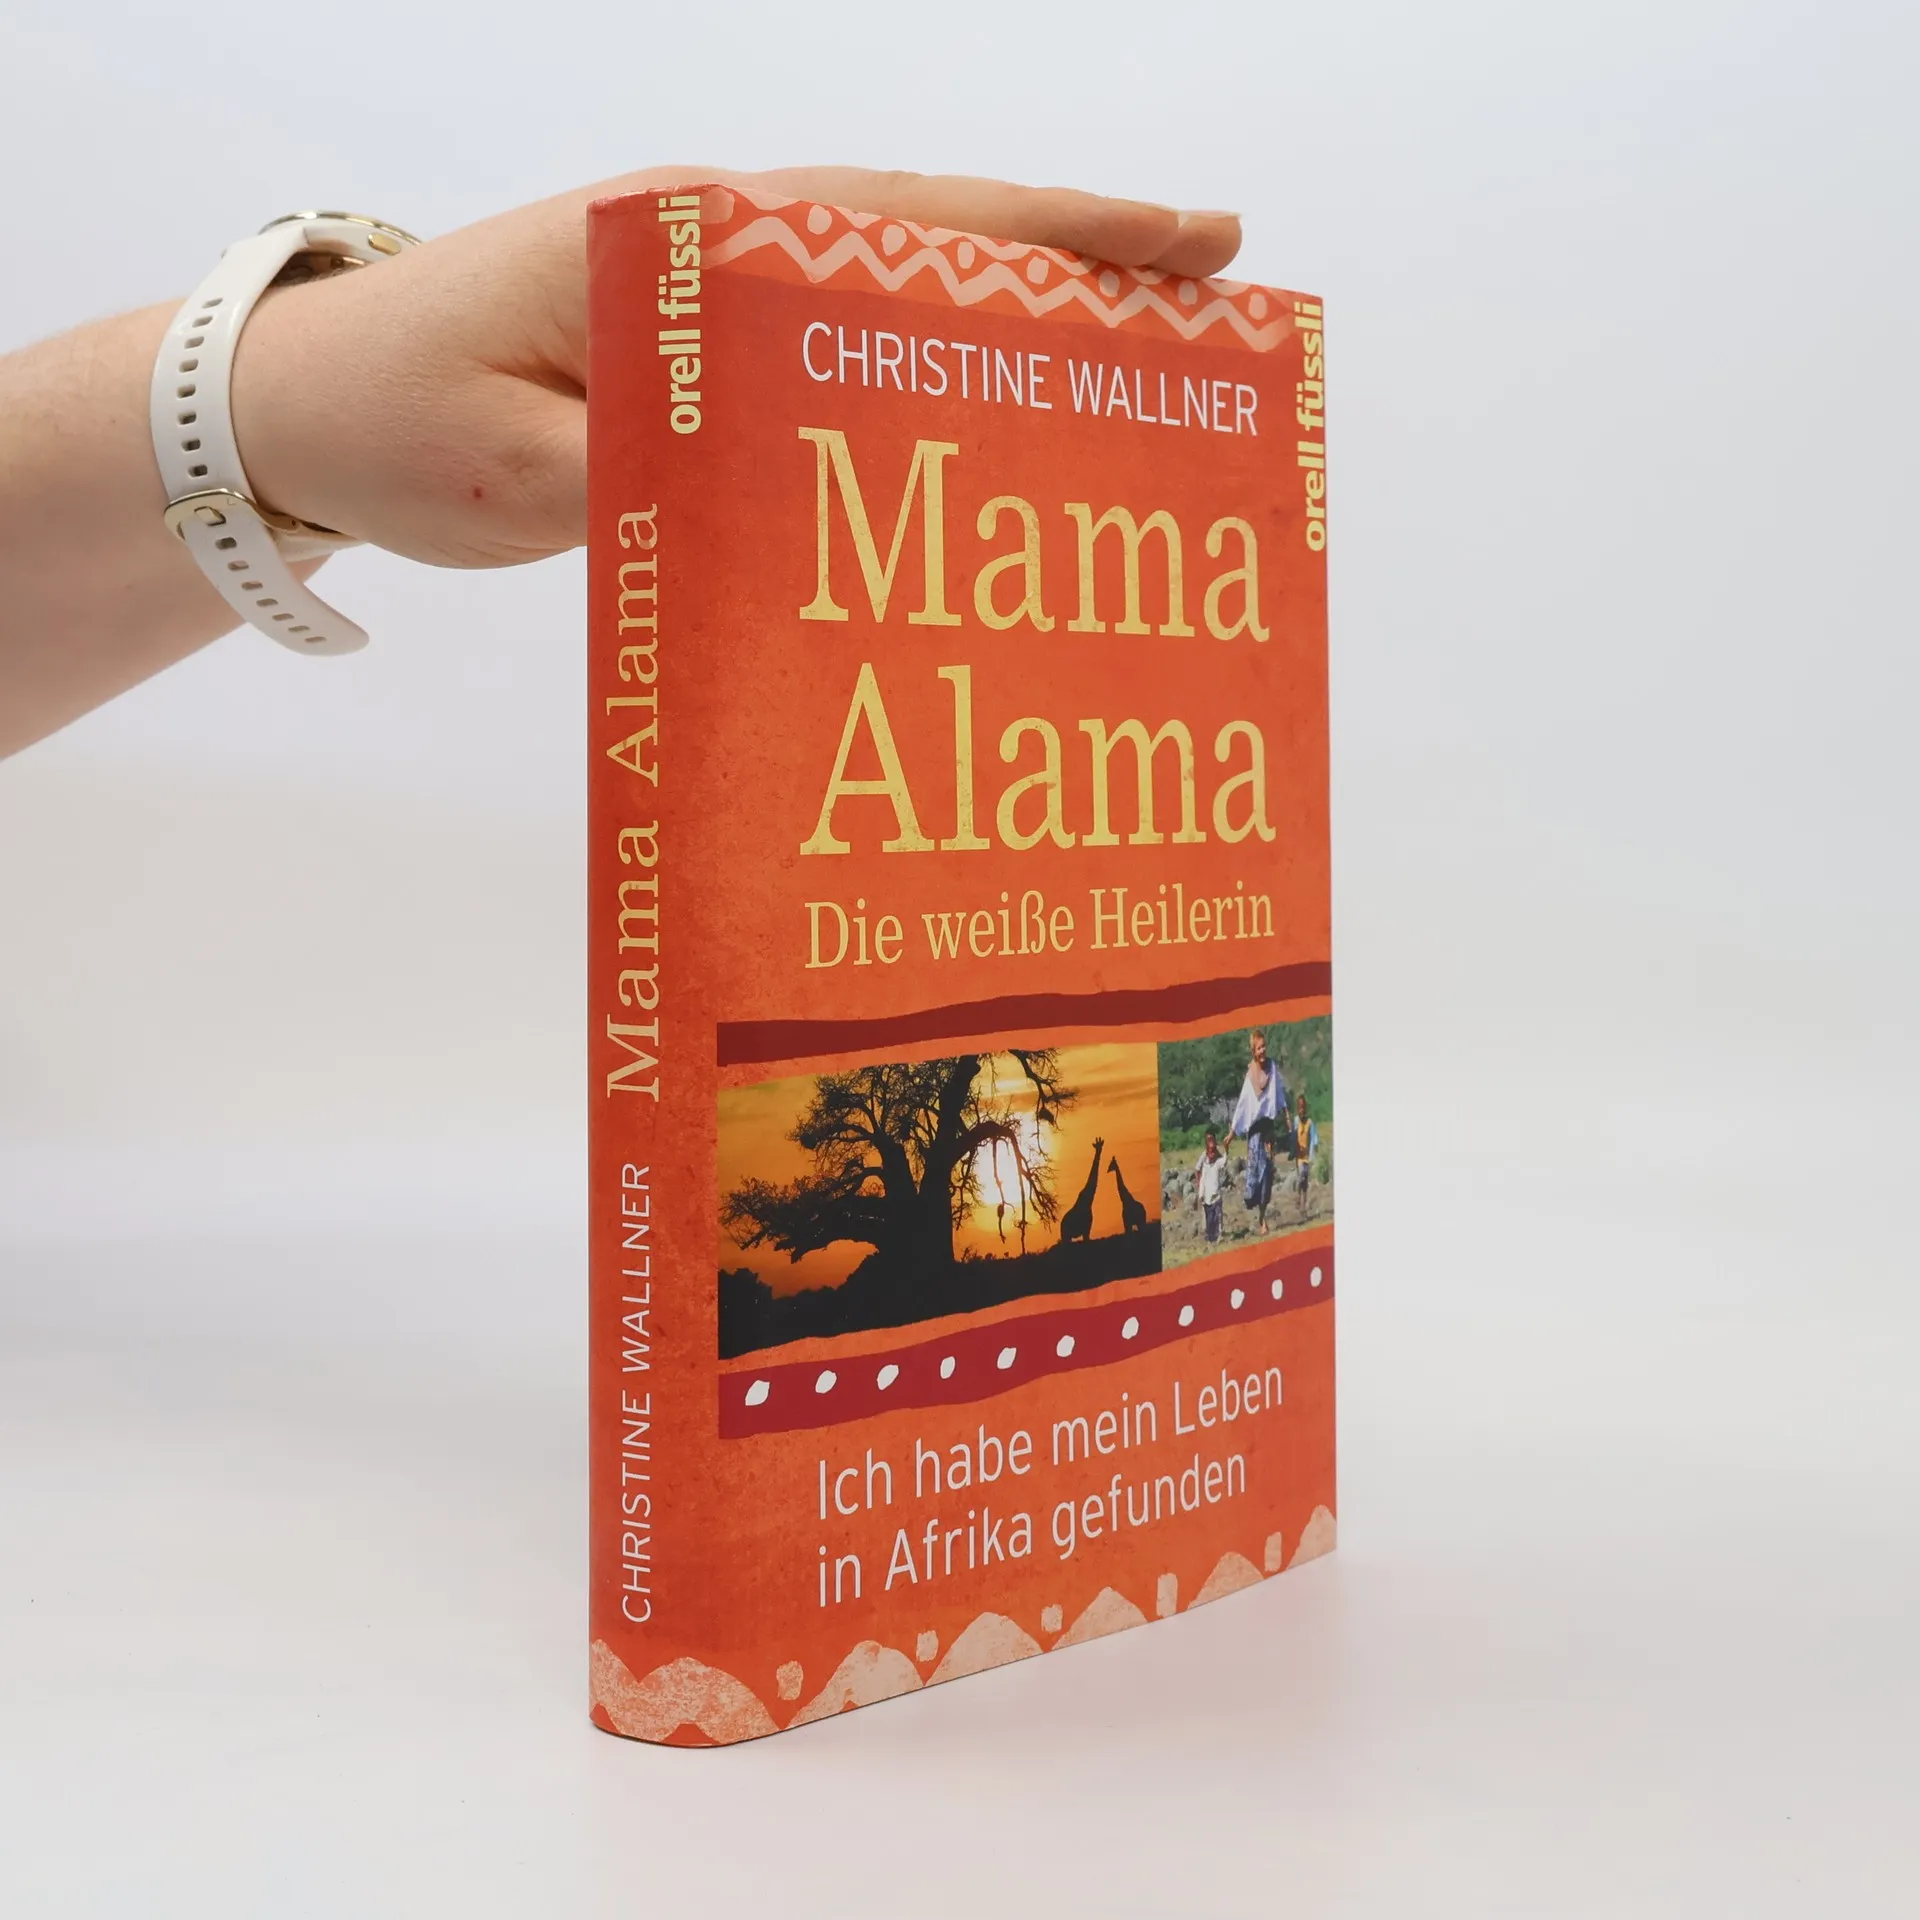 orell füssli
Mama Alama
CHRISTINE WALLNER
CHRISTINE WALLNER
orell füssli
Mama
Alama
Die weiße Heilerin
Ich habe mein Leben
in Afrika gefunden